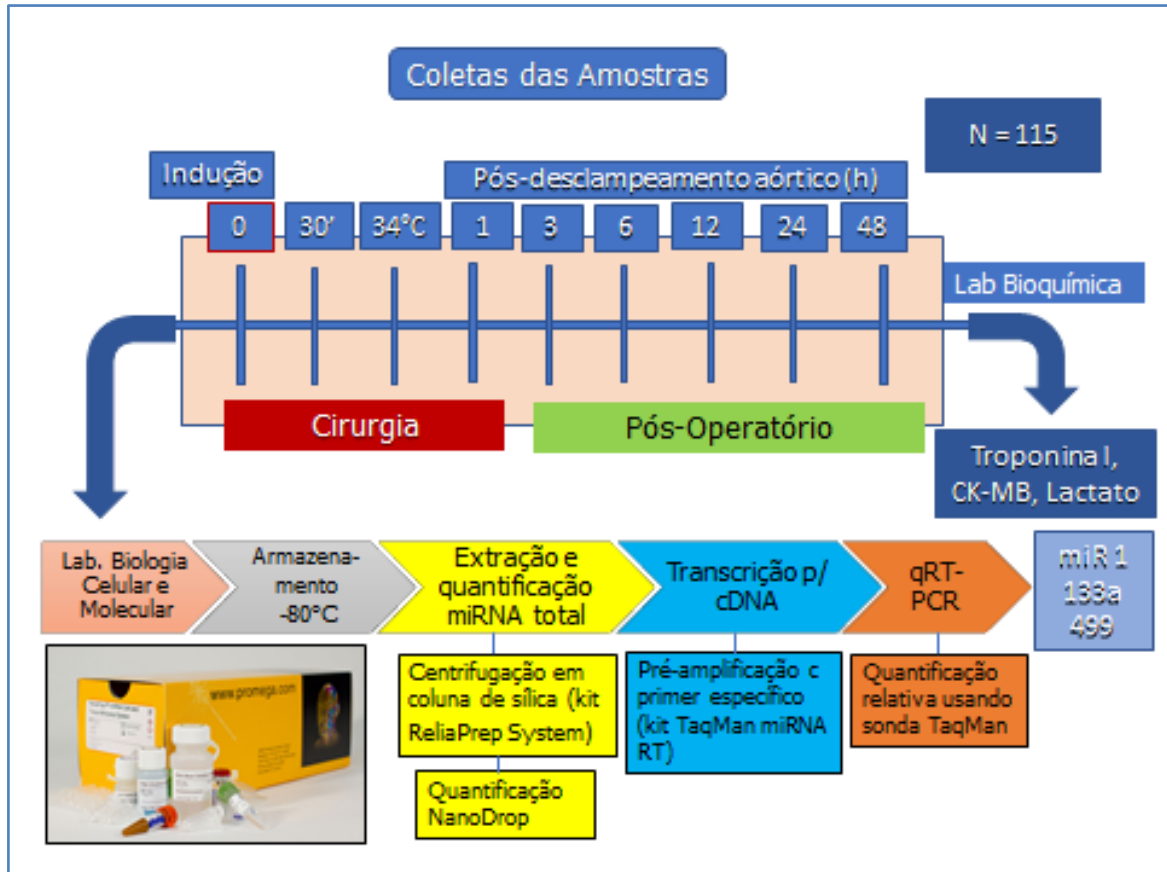 Coletas das Amostras
N = 115
Indução
Pós-desclampeamento aórtico (h)
0
30'
34°C
1
3
6
12
24
48
Lab Bioquímica
Cirurgia
Pós-Operatório
Troponina I,
CK-MB, Lactato
Lab. Biologia
Celular e
Molecular
Armazena-
mento
-80°C
Extração e
quantificação
miRNA total
Transcrição p/
cDNA
qRT-
PCR
miR 1
133a
499
www.promega.com
Centrifugação em
coluna de sílica (kit
ReliaPrep System)
Quantificação
NanoDrop
Pré-amplificação c
primer específico
(kit TaqMan miRNA
RT)
Quantificação
relativa usando
sonda TaqMan